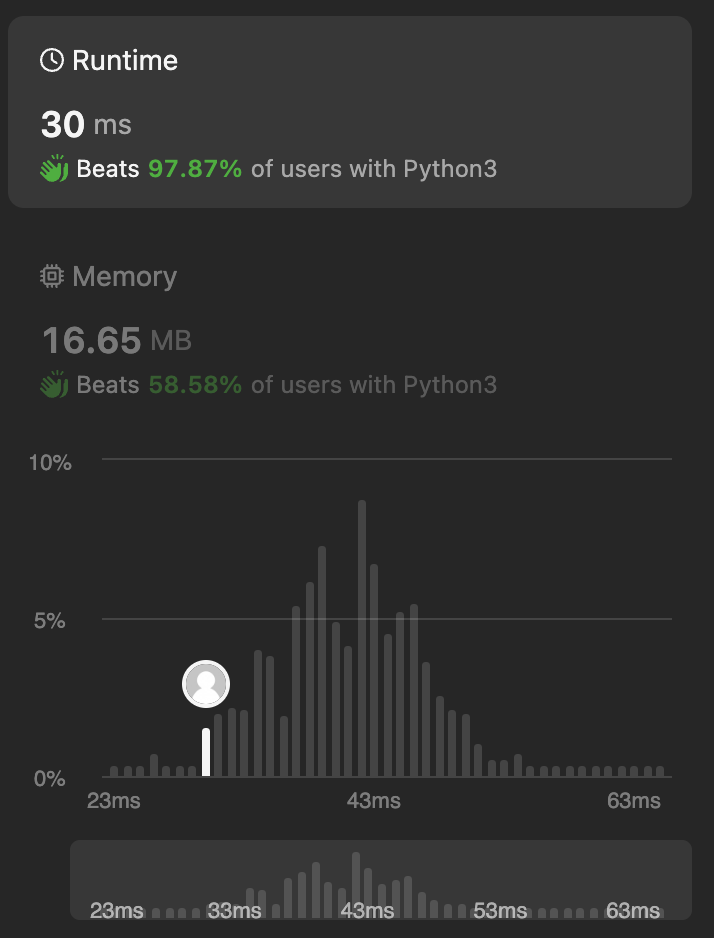 Runtime
30 ms
Beats 97.87% of users with Python3
Memory
16.65 MB
Beats 58.58% of users with Python3
10%
5%
0%
23ms 43ms 63ms
23ms 33ms 43ms 53ms 63ms